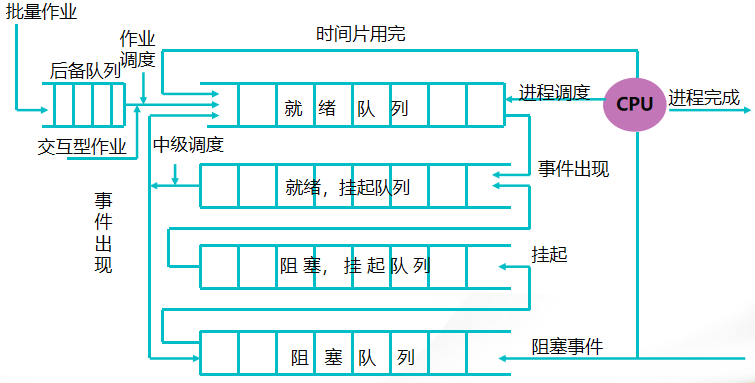 批量作业
作业
调度
时间片用完
后备队列
就 绪 队 列
进程调度
CPU
进程完成
交互型作业
中级调度
事件出现
就绪，挂起队列
事
件
出
现
阻 塞， 挂 起 队 列
挂起
阻 塞 队 列
阻塞事件